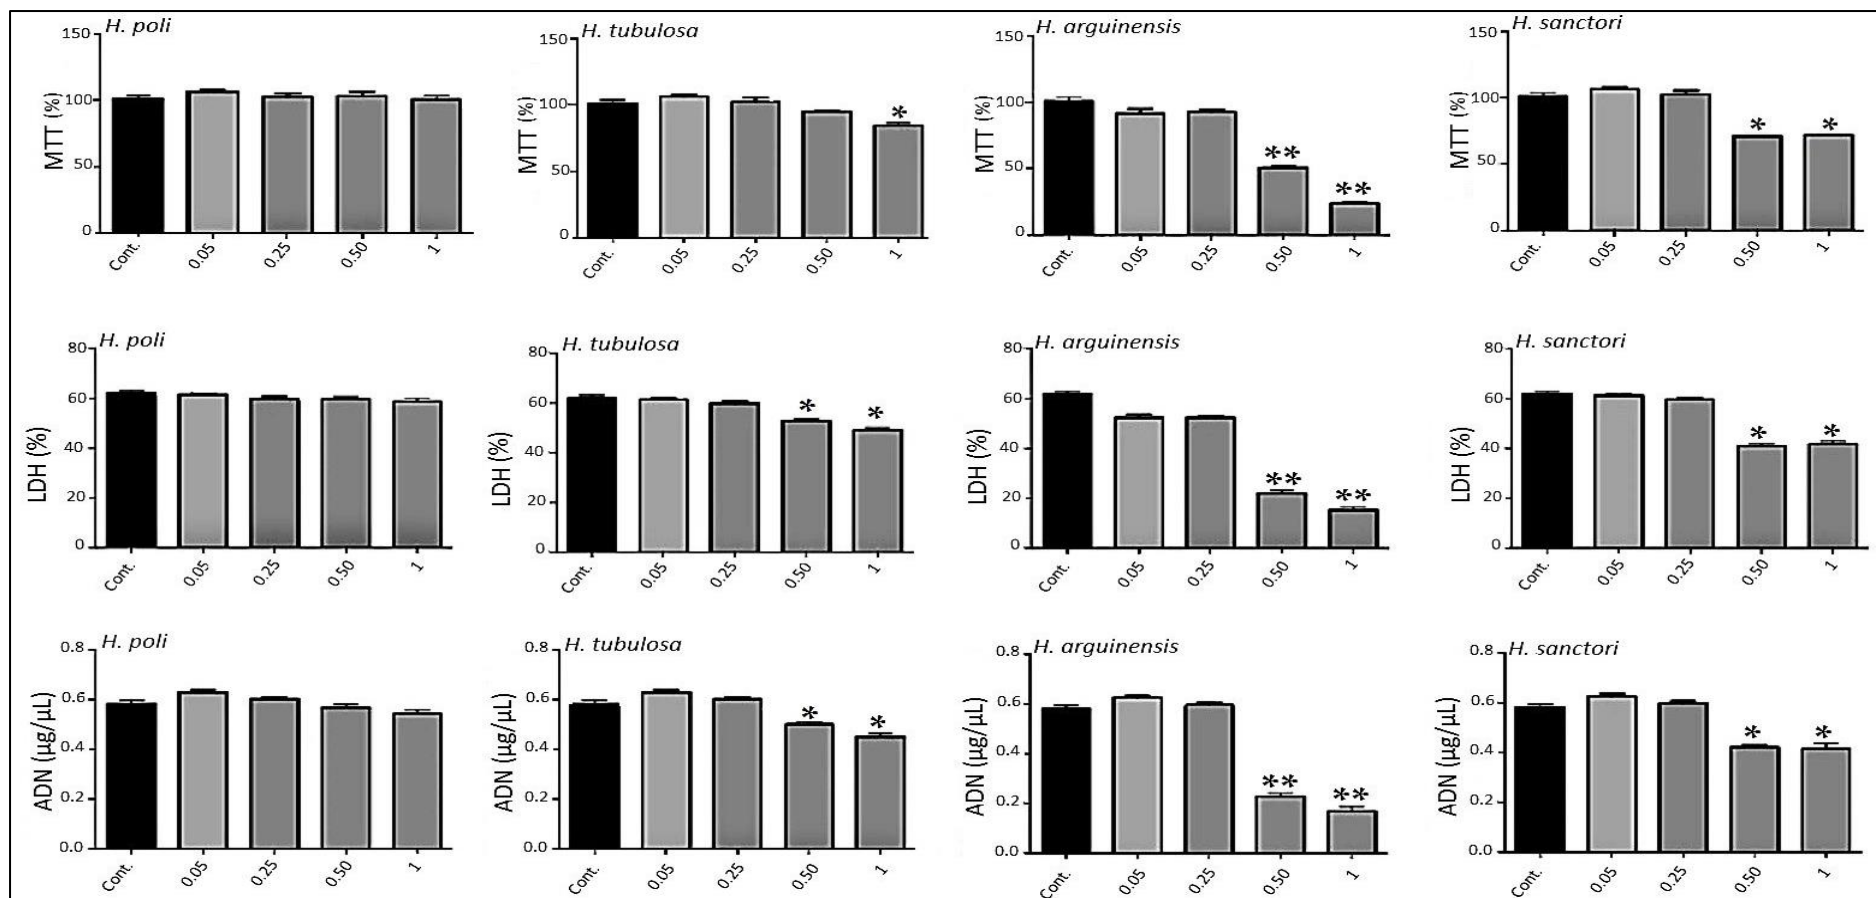 H. poli
MTT (%)
150
100
50
0
Cont. 0.05 0.25 0.50 1
H. tubulosa
MTT (%)
150
100
50
0
*
Cont. 0.05 0.25 0.50 1
H. arguinensis
MTT (%)
150
100
50
0
** **
Cont. 0.05 0.25 0.50 1
H. sanctori
MTT (%)
150
100
50
0
* *
Cont. 0.05 0.25 0.50 1
H. poli
LDH (%)
80
60
40
20
0
Cont. 0.05 0.25 0.50 1
H. tubulosa
LDH (%)
80
60
40
20
0
* *
Cont. 0.05 0.25 0.50 1
H. arguinensis
LDH (%)
80
60
40
20
0
** **
Cont. 0.05 0.25 0.50 1
H. sanctori
LDH (%)
80
60
40
20
0
* *
Cont. 0.05 0.25 0.50 1
H. poli
ADN (µg/µL)
0.8
0.6
0.4
0.2
0.0
Cont. 0.05 0.25 0.50 1
H. tubulosa
ADN (µg/µL)
0.8
0.6
0.4
0.2
0.0
* *
Cont. 0.05 0.25 0.50 1
H. arguinensis
ADN (µg/µL)
0.8
0.6
0.4
0.2
0.0
** **
Cont. 0.05 0.25 0.50 1
H. sanctori
ADN (µg/µL)
0.8
0.6
0.4
0.2
0.0
* *
Cont. 0.05 0.25 0.50 1